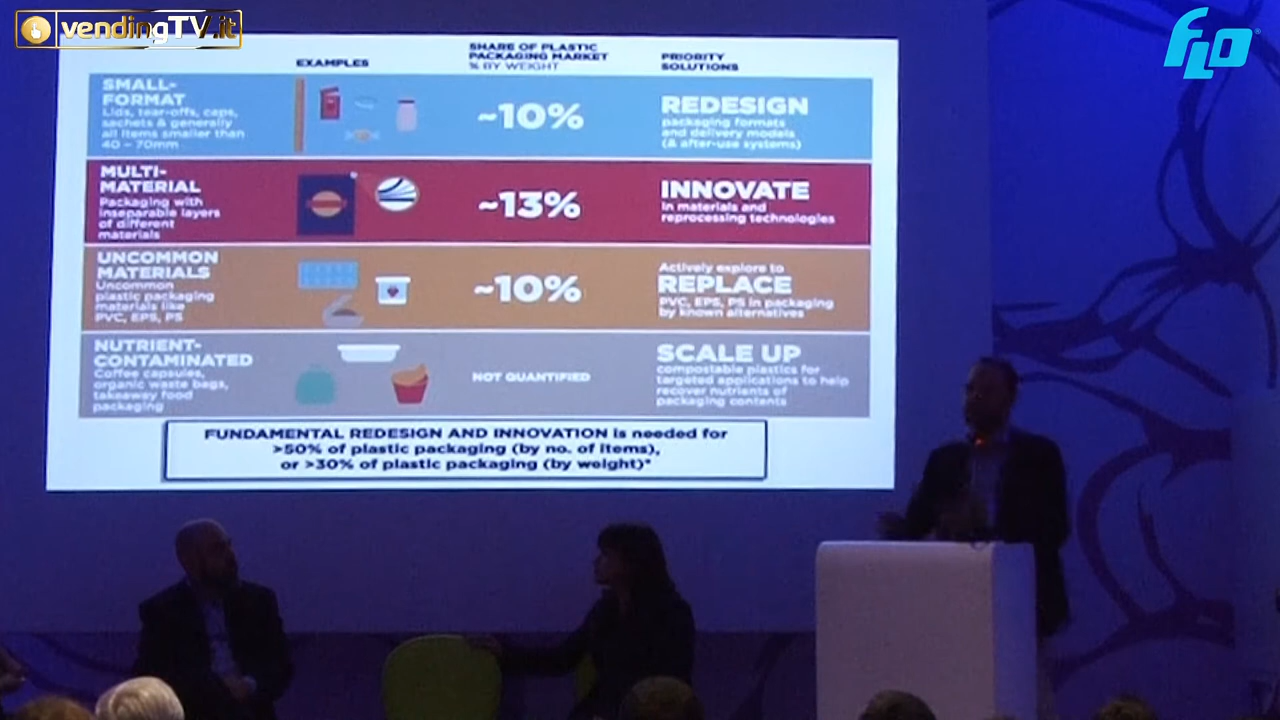 vendingTV.it
FLO
EXAMPLES
SHARE OF PLASTIC
PACKAGING MARKET
% BY WEIGHT
PRIORITY
SOLUTIONS
SMALL-
FORMAT
Lids, tear-offs, caps,
sachets & generally
all items smaller than
40 – 70mm
~10%
REDESIGN
packaging formats
and delivery models
(& after-use systems)
MULTI-
MATERIAL
Packaging with
inseparable layers
of different
materials
~13%
INNOVATE
in materials and
reprocessing technologies
UNCOMMON
MATERIALS
Uncommon
plastic packaging
materials like
PVC, EPS, PS
~10%
Actively explore to
REPLACE
PVC, EPS, PS in packaging
by known alternatives
NUTRIENT-
CONTAMINATED
Coffee capsules,
organic waste bags,
takeaway food
packaging
NOT QUANTIFIED
SCALE UP
compostable plastics for
targeted applications to help
recover nutrients of
packaging contents
FUNDAMENTAL REDESIGN AND INNOVATION is needed for
>50% of plastic packaging (by no. of items),
or >30% of plastic packaging (by weight)*